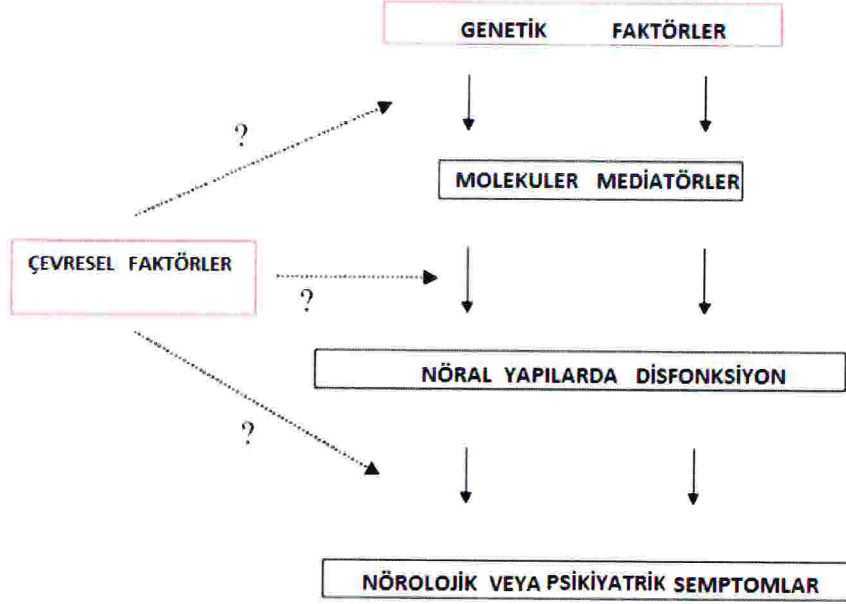 GENETİK FAKTÖRLER
?
MOLEKULER MEDİATÖRLER
ÇEVRESEL FAKTÖRLER
?
NÖRAL YAPILARDA DİSFONKSİYON
?
NÖROLOJİK VEYA PSİKİYATRİK SEMPTOMLAR